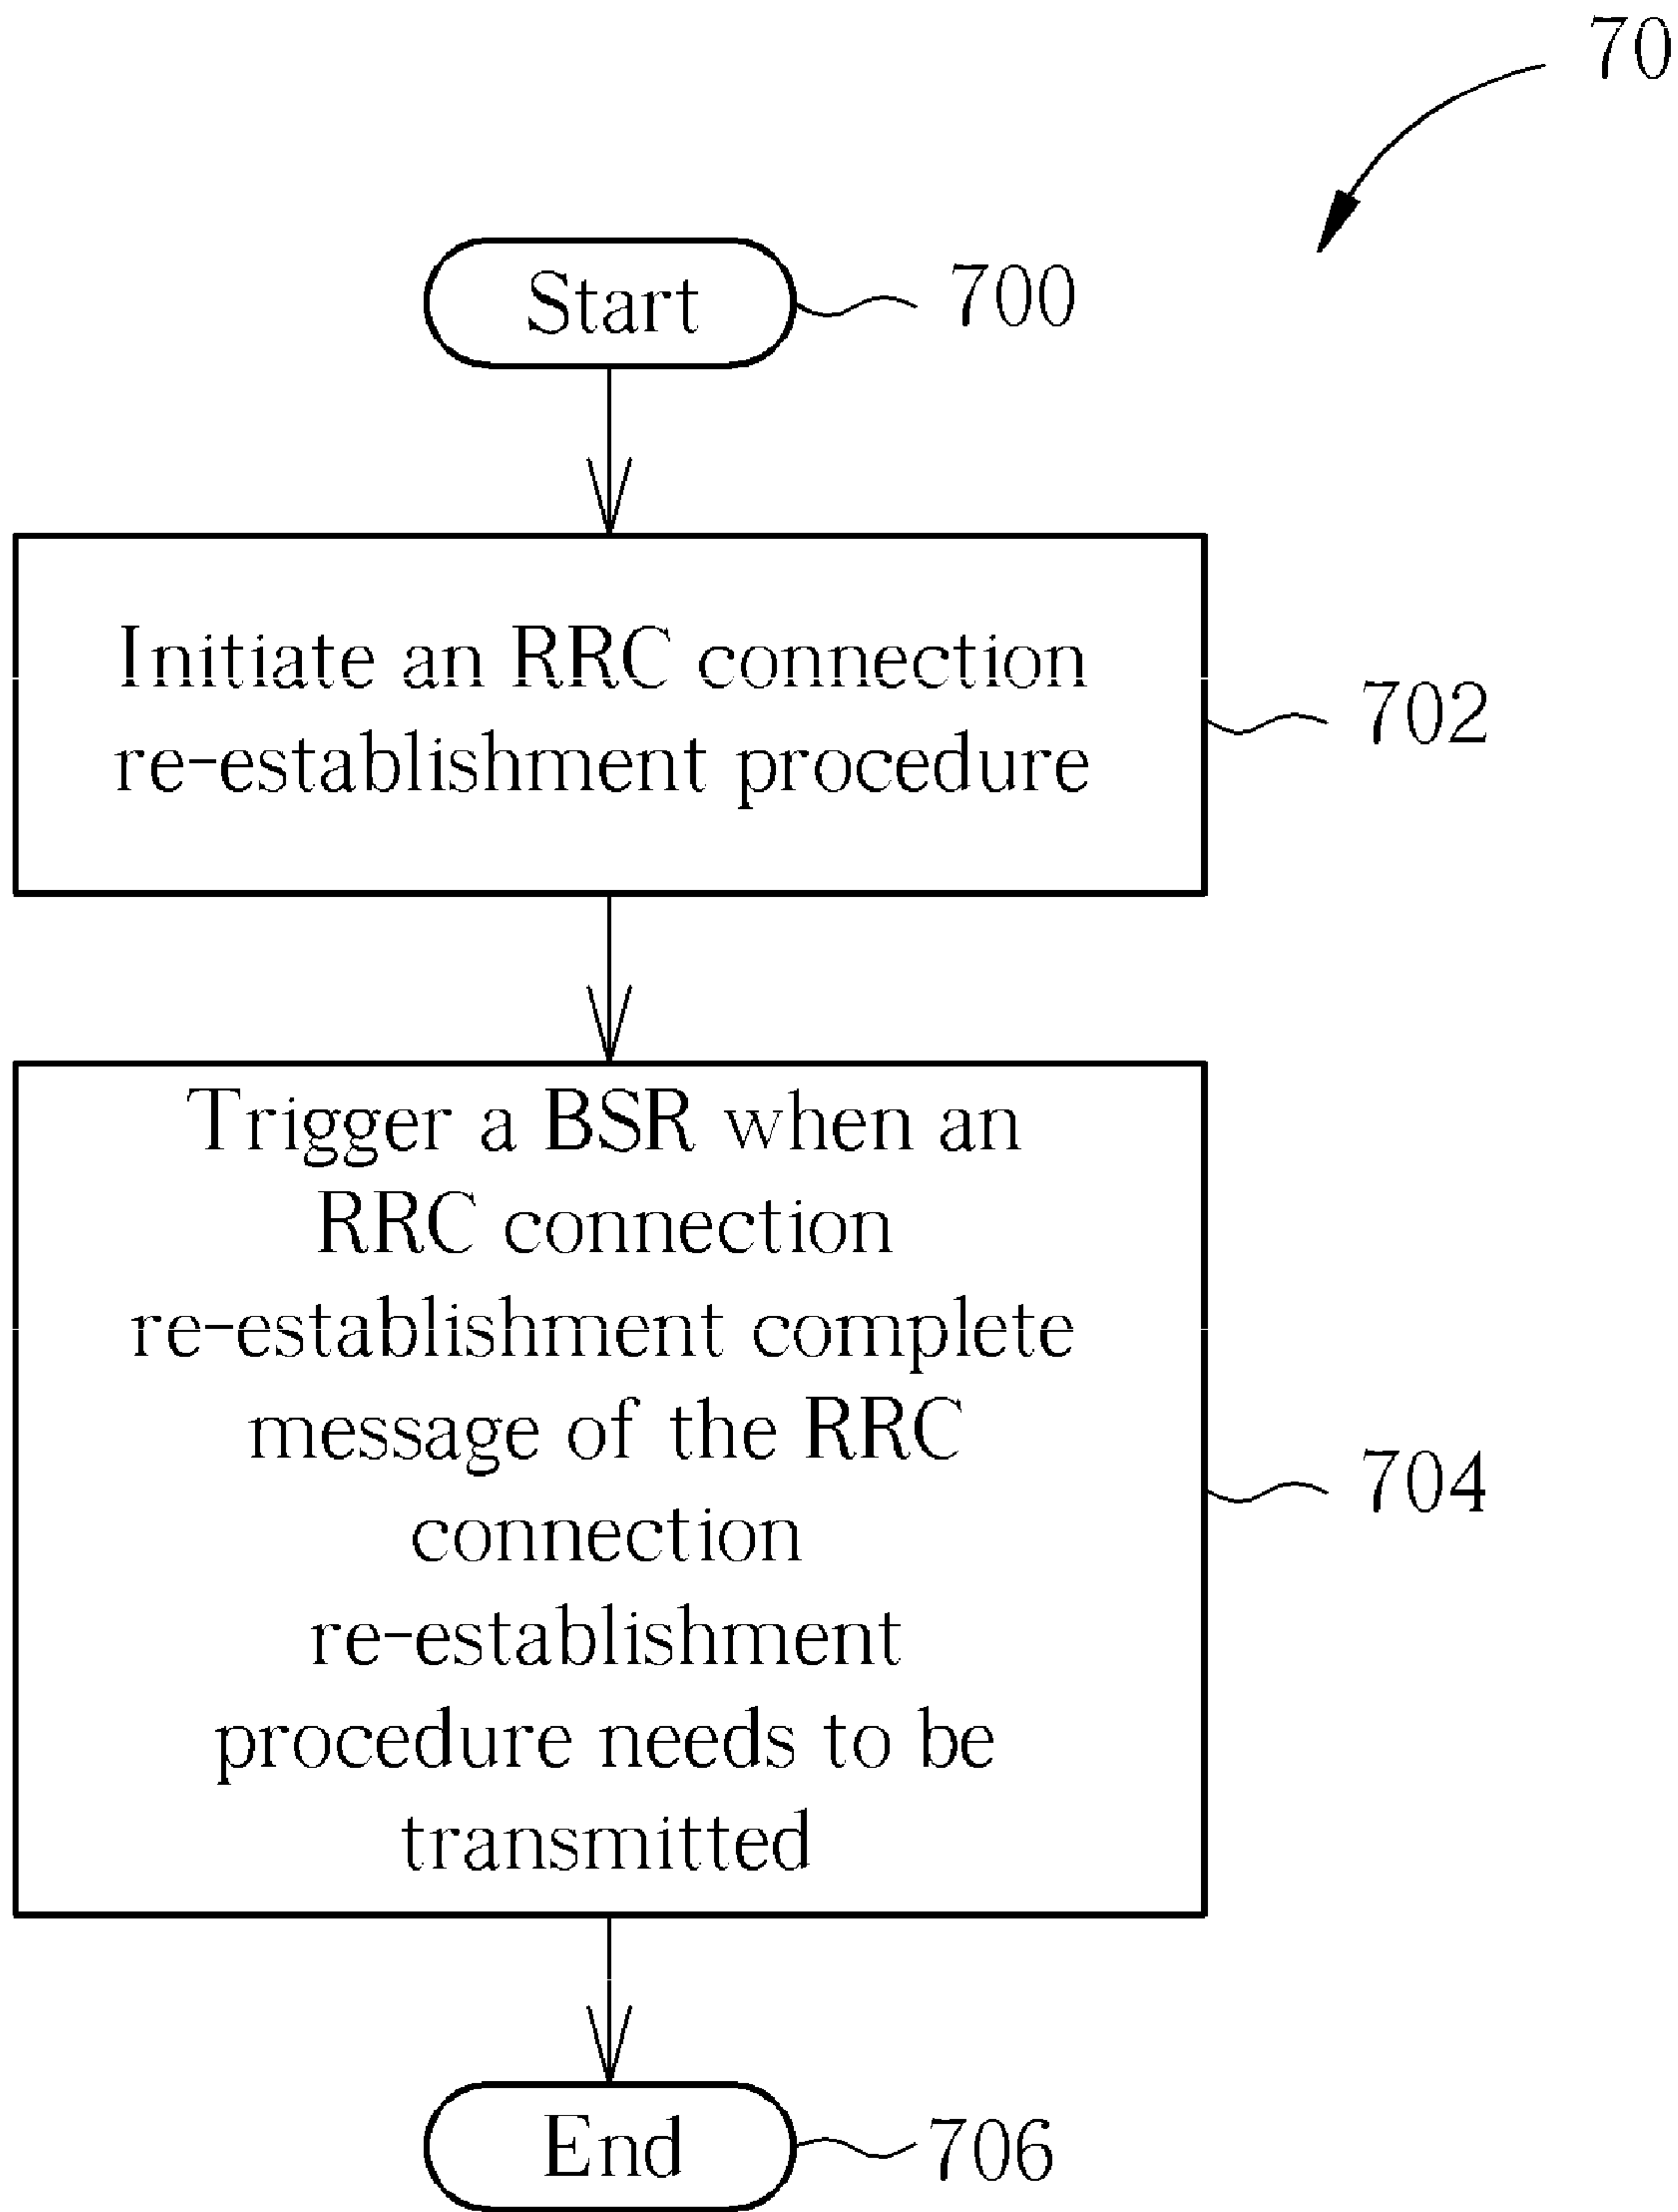 70
Start
700
Initiate an RRC connection
re-establishment procedure
702
Trigger a BSR when an
RRC connection
re-establishment complete
message of the RRC
connection
re-establishment
procedure needs to be
transmitted
704
End
706